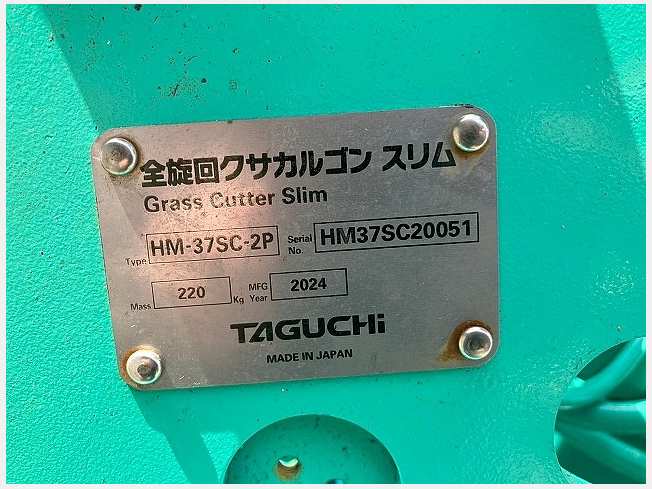 全旋回クサカルゴン スリム
Grass Cutter Slim
Type HM-37SC-2P Serial No. HM37SC20051
Mass 220 Kg MFG Year 2024
TAGUCHi
MADE IN JAPAN